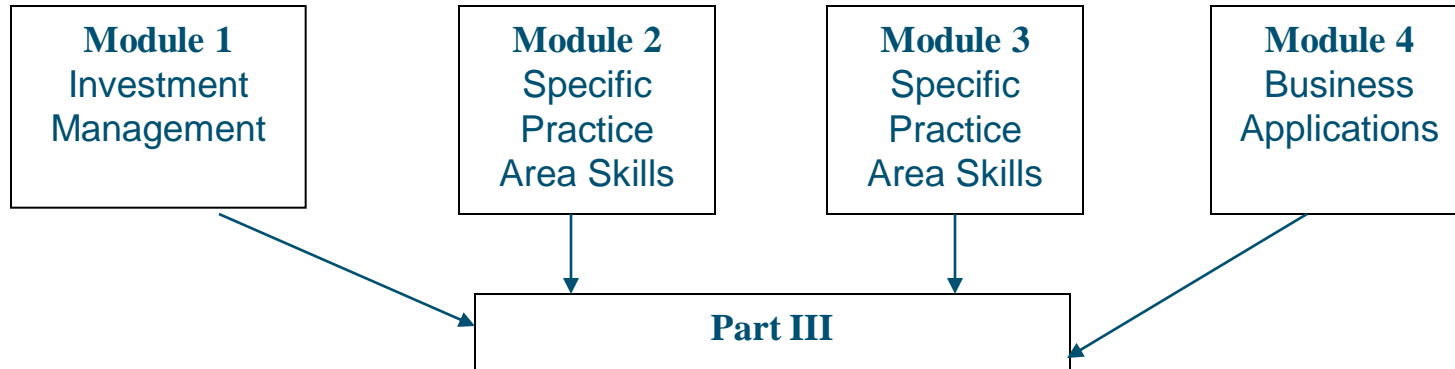 Module 1
Investment
Management
Module 2
Specific
Practice
Area Skills
Module 3
Specific
Practice
Area Skills
Module 4
Business
Applications
Part III